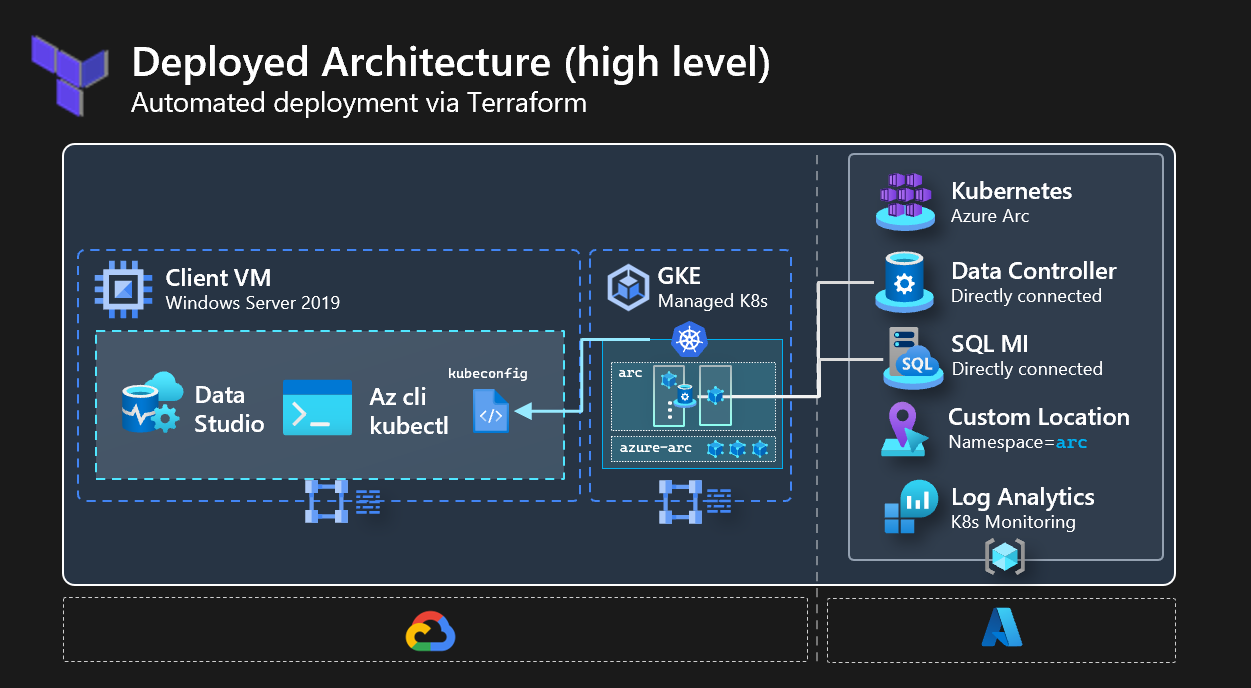 Deployed Architecture (high level)
Automated deployment via Terraform
Client VM
Windows Server 2019
Data
Studio
Az cli
kubectl
kubeconfig
</>
GKE
Managed K8s
arc
azure-arc
Kubernetes
Azure Arc
Data Controller
Directly connected
SQL
SQL MI
Directly connected
Custom Location
Namespace=arc
Log Analytics
K8s Monitoring